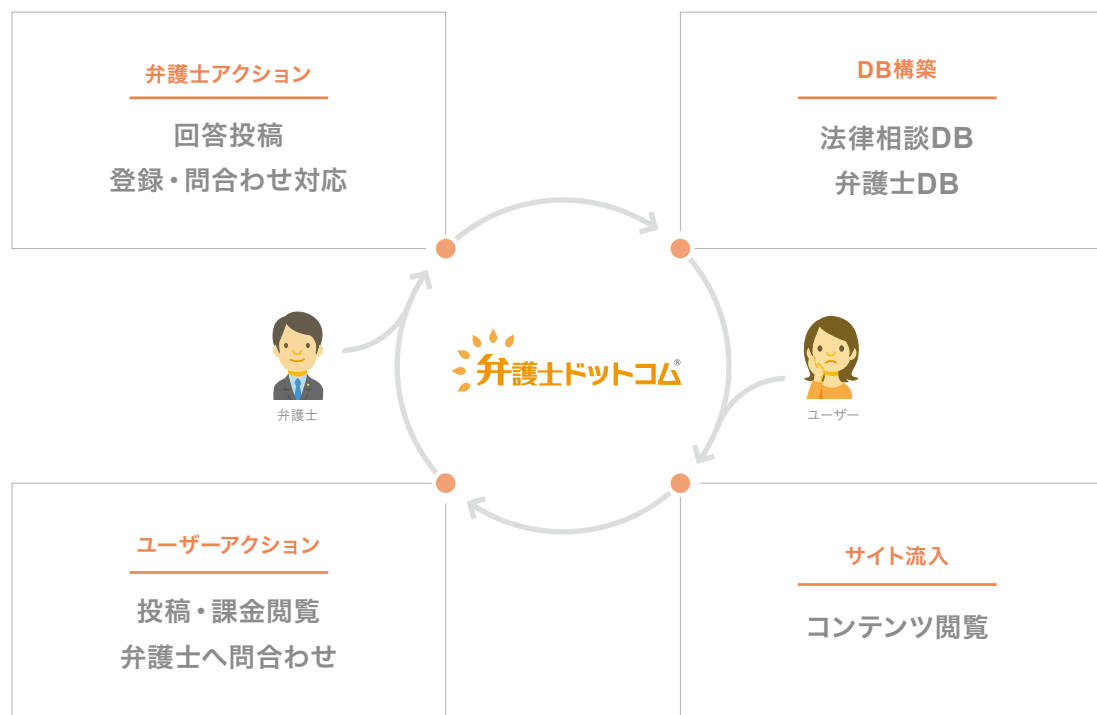 弁護士アクション
回答投稿
登録・問合わせ対応
DB構築
法律相談DB
弁護士DB
弁護士
弁護士ドットコム®
ユーザー
ユーザーアクション
投稿・課金閲覧
弁護士へ問合わせ
サイト流入
コンテンツ閲覧